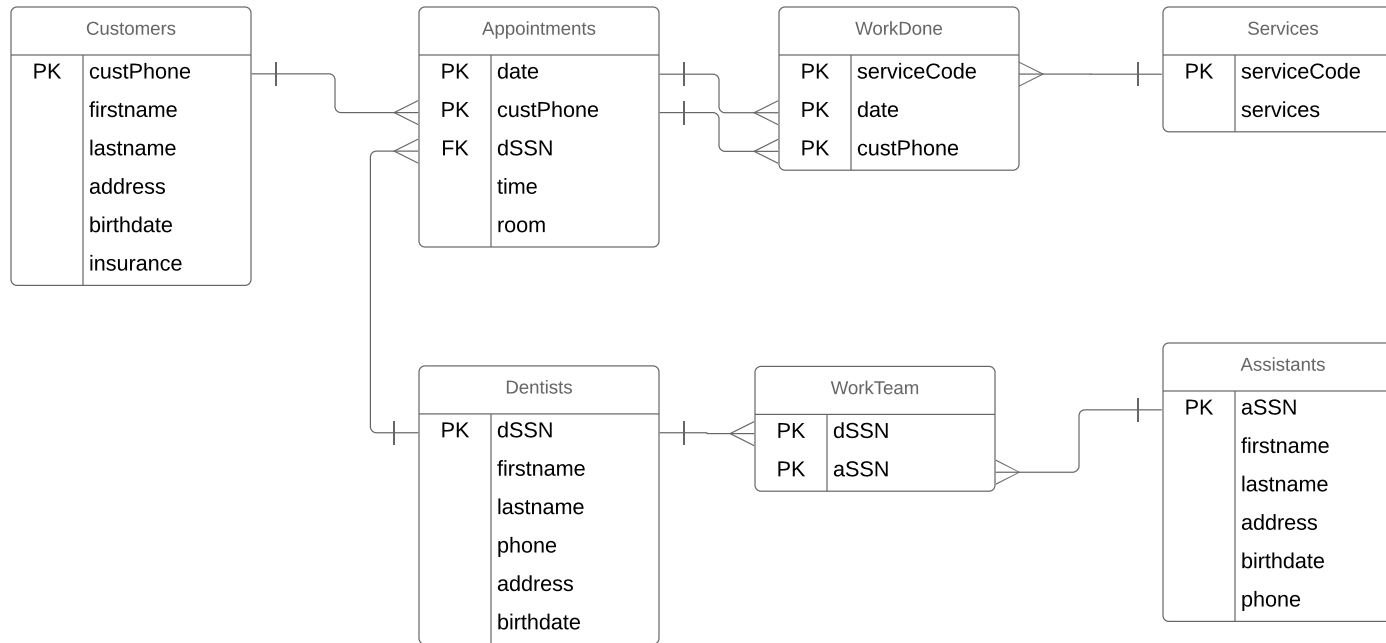 Customers
PK custPhone
firstname
lastname
address
birthdate
insurance
Appointments
PK date
PK custPhone
FK dSSN
time
room
WorkDone
PK serviceCode
PK date
PK custPhone
Services
PK serviceCode
services
Dentists
PK dSSN
firstname
lastname
phone
address
birthdate
WorkTeam
PK dSSN
PK aSSN
Assistants
PK aSSN
firstname
lastname
address
birthdate
phone